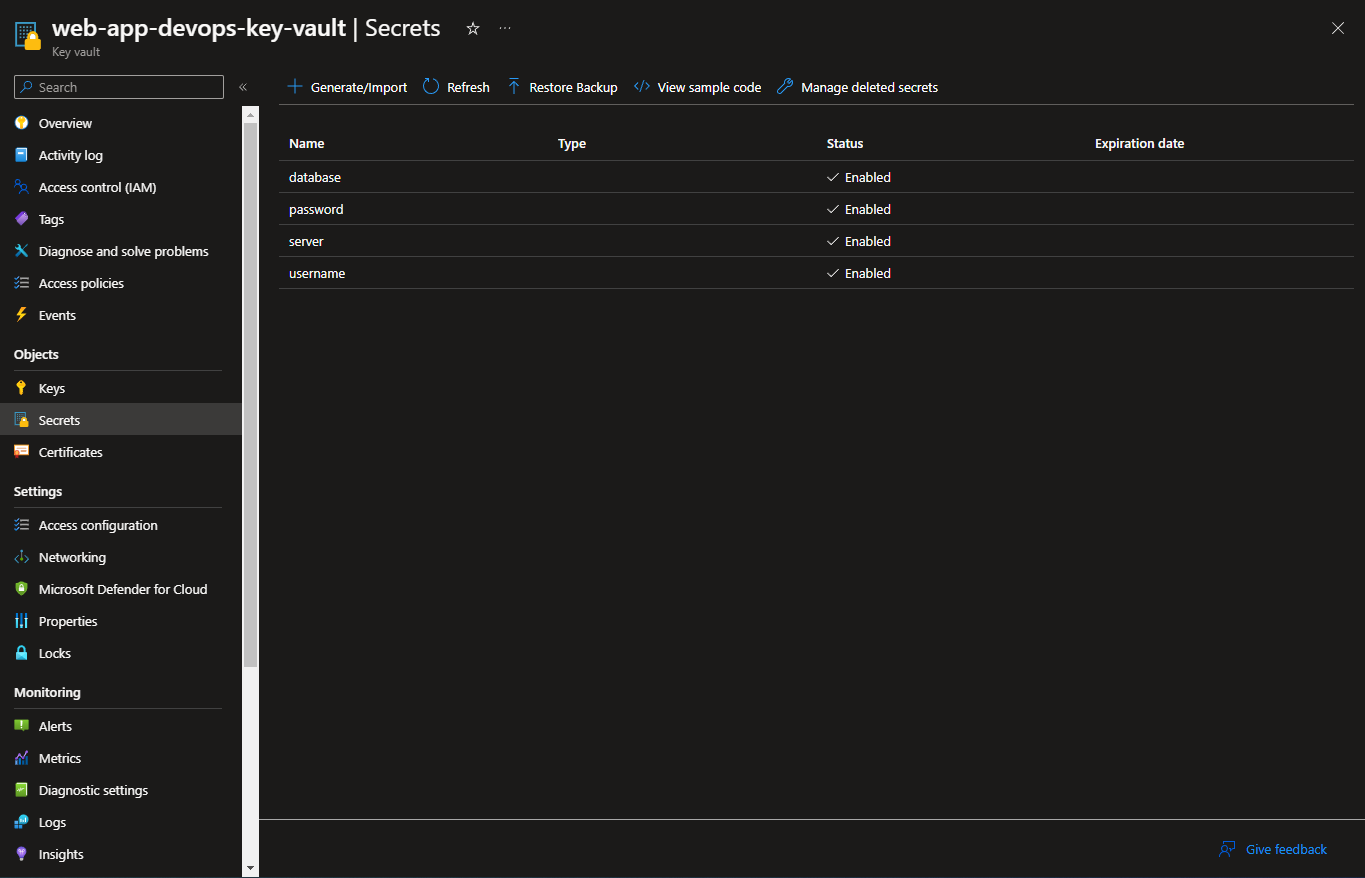 web-app-devops-key-vault | Secrets
Key vault
Search
Overview
Activity log
Access control (IAM)
Tags
Diagnose and solve problems
Access policies
Events
Objects
Keys
Secrets
Certificates
Settings
Access configuration
Networking
Microsoft Defender for Cloud
Properties
Locks
Monitoring
Alerts
Metrics
Diagnostic settings
Logs
Insights
Generate/Import Refresh Restore Backup View sample code Manage deleted secrets
Name Type Status Expiration date
database Enabled
password Enabled
server Enabled
username Enabled
Give feedback